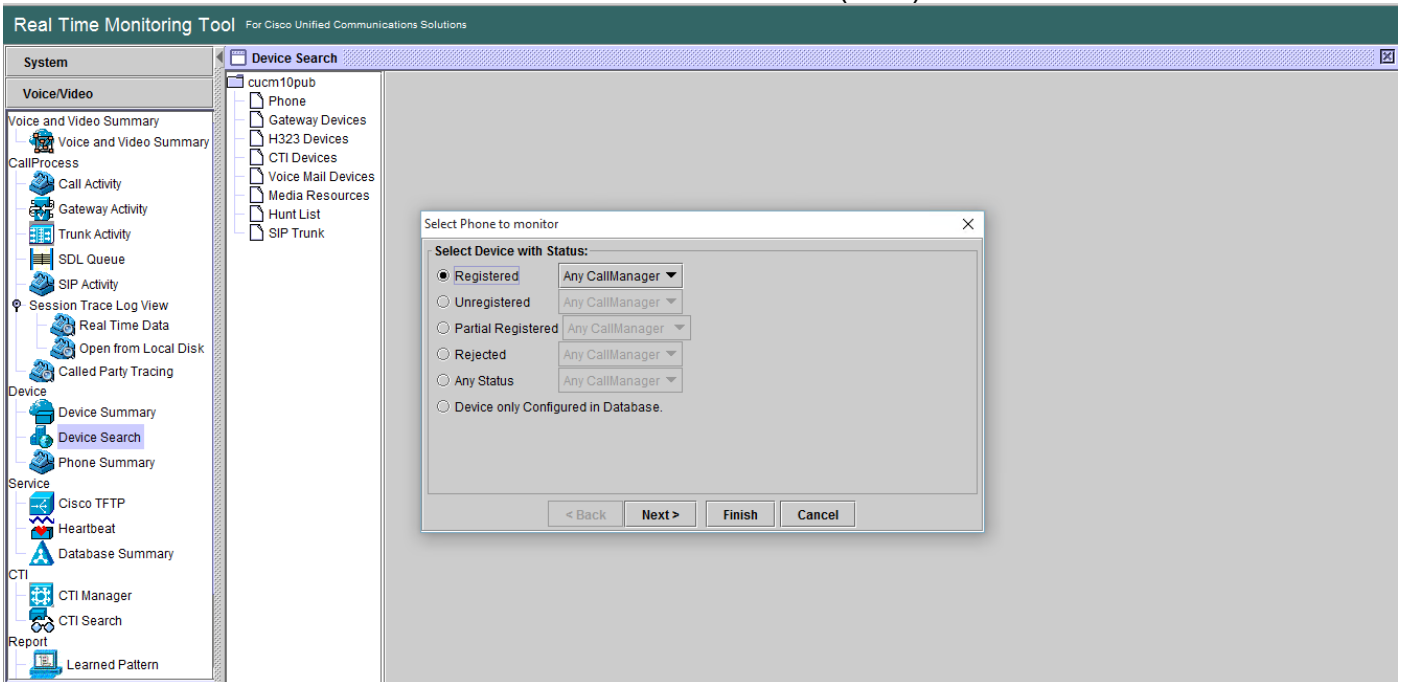 Real Time Monitoring Tool For Cisco Unified Communications Solutions
System
Voice/Video
Voice and Video Summary
Voice and Video Summary
CallProcess
Call Activity
Gateway Activity
Trunk Activity
SDL Queue
SIP Activity
Session Trace Log View
Real Time Data
Open from Local Disk
Called Party Tracing
Device
Device Summary
Device Search
Phone Summary
Service
Cisco TFTP
Heartbeat
Database Summary
CTI
CTI Manager
CTI Search
Report
Learned Pattern
Device Search
cucm10pub
Phone
Gateway Devices
H323 Devices
CTI Devices
Voice Mail Devices
Media Resources
Hunt List
SIP Trunk
Select Phone to monitor
Select Device with Status:
Registered Any CallManager
Unregistered Any CallManager
Partial Registered Any CallManager
Rejected Any CallManager
Any Status Any CallManager
Device only Configured in Database.
< Back Next > Finish Cancel